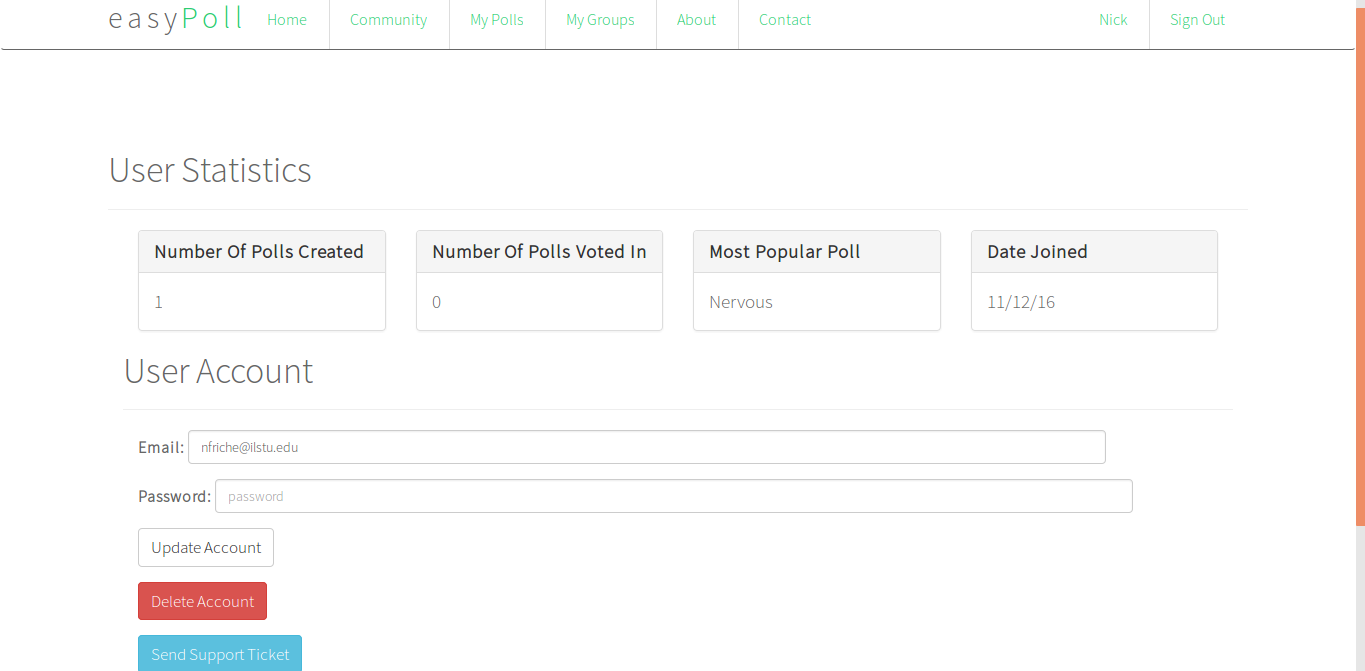 easyPoll Home Community My Polls My Groups About Contact Nick Sign Out
User Statistics
Number Of Polls Created Number Of Polls Voted In Most Popular Poll Date Joined
1 0 Nervous 11/12/16
User Account
Email: nfriche@ilstu.edu
Password: password
Update Account
Delete Account
Send Support Ticket